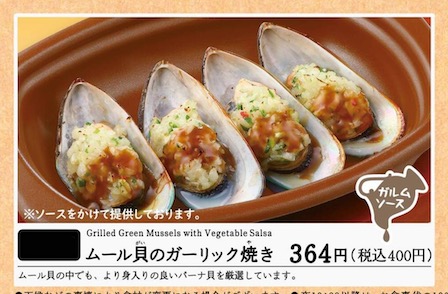 ガルム
ソース
※ソースをかけて提供しております。
Grilled Green Mussels with Vegetable Salsa
ムール貝のガーリック焼き 364円(税込400円)
ムール貝の中でも、より身入りの良いパーナ貝を厳選しています。